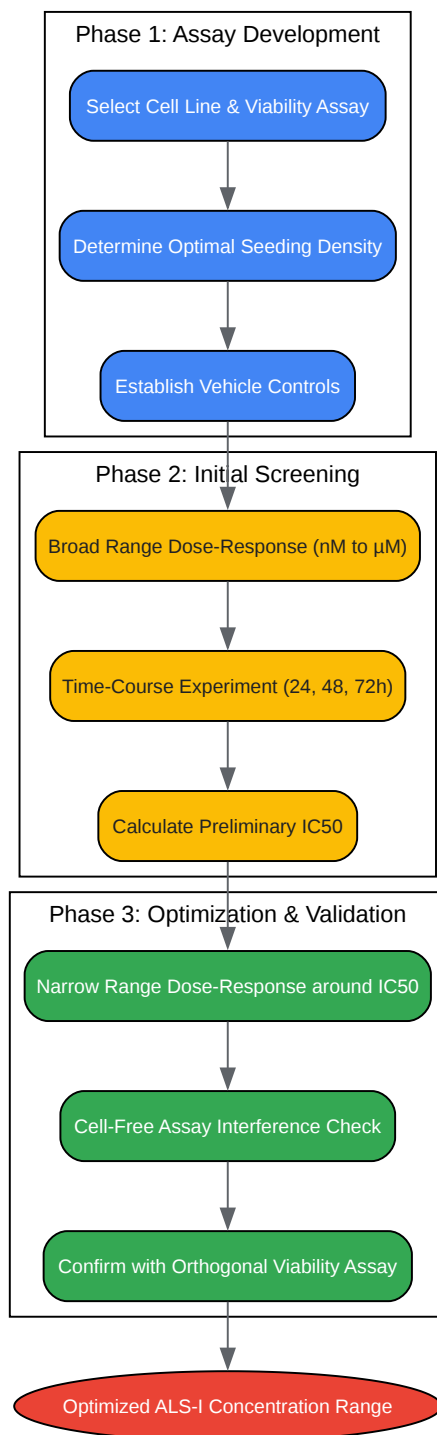 Phase 1: Assay Development
Select Cell Line & Viability Assay
Determine Optimal Seeding Density
Establish Vehicle Controls
Phase 2: Initial Screening
Broad Range Dose-Response (nM to µM)
Time-Course Experiment (24, 48, 72h)
Calculate Preliminary IC50
Phase 3: Optimization & Validation
Narrow Range Dose-Response around IC50
Cell-Free Assay Interference Check
Confirm with Orthogonal Viability Assay
Optimized ALS-I Concentration Range